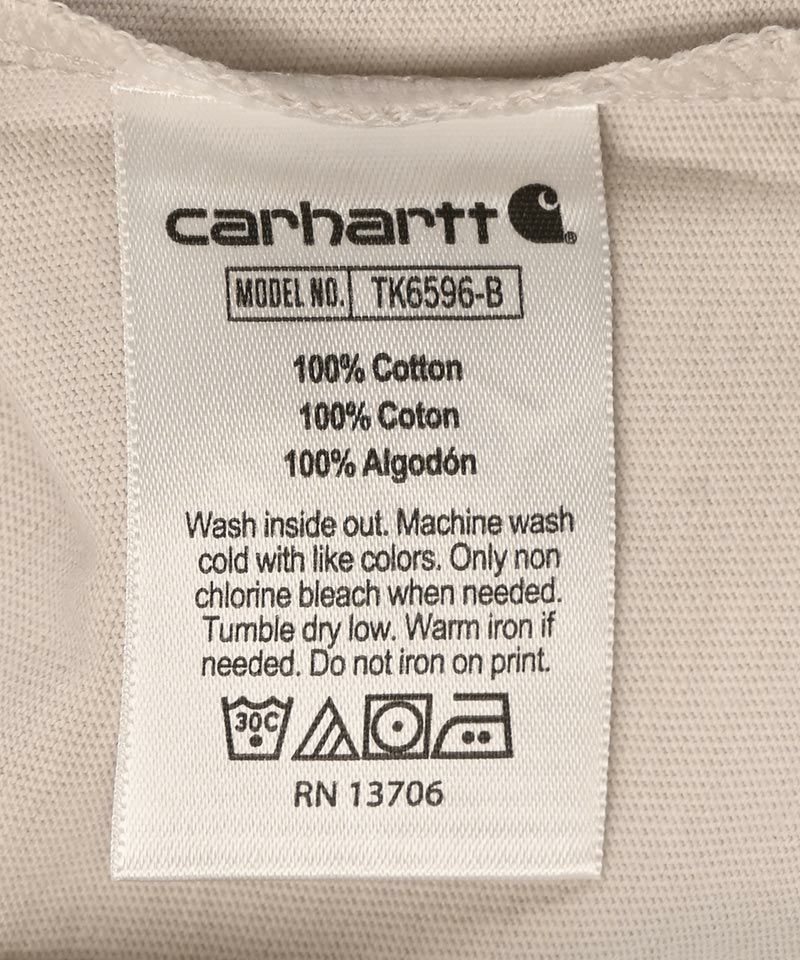 carhartt
MODEL NO. TK6596-B
100% Cotton
100% Coton
100% Algodón
Wash inside out. Machine wash
cold with like colors. Only non
chlorine bleach when needed.
Tumble dry low. Warm iron if
needed. Do not iron on print.
30C
RN 13706